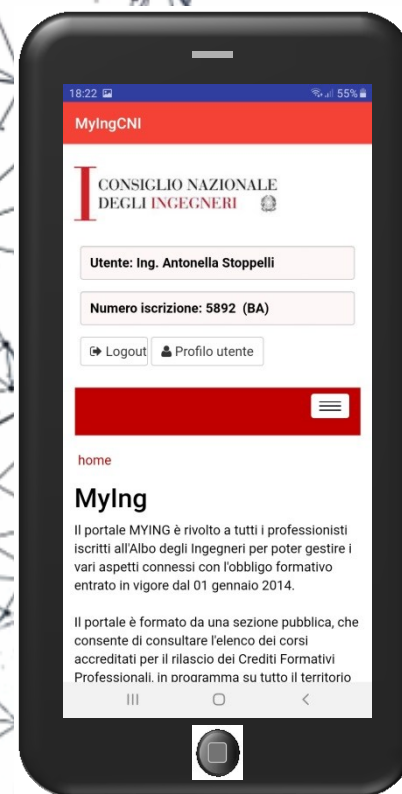 18:22 55%
MyIngCNI
CONSIGLIO NAZIONALE
DEGLI INGEGNERI
Utente: Ing. Antonella Stoppelli
Numero iscrizione: 5892 (BA)
Logout Profilo utente
home
MyIng
Il portale MYING è rivolto a tutti i professionisti
iscritti all'Albo degli Ingegneri per poter gestire i
vari aspetti connessi con l'obbligo formativo
entrato in vigore dal 01 gennaio 2014.
Il portale è formato da una sezione pubblica, che
consente di consultare l'elenco dei corsi
accreditati per il rilascio dei Crediti Formativi
Professionali, in programma su tutto il territorio